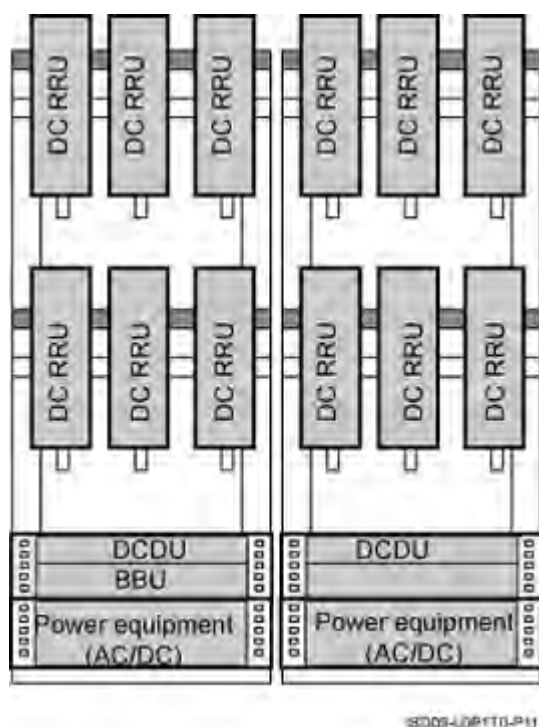 DC RRU DC RRU DC RRU DC RRU DC RRU DC RRU
DC RRU DC RRU DC RRU DC RRU DC RRU DC RRU
DCDU DCDU
BBU
Power equipment Power equipment
(AC/DC) (AC/DC)